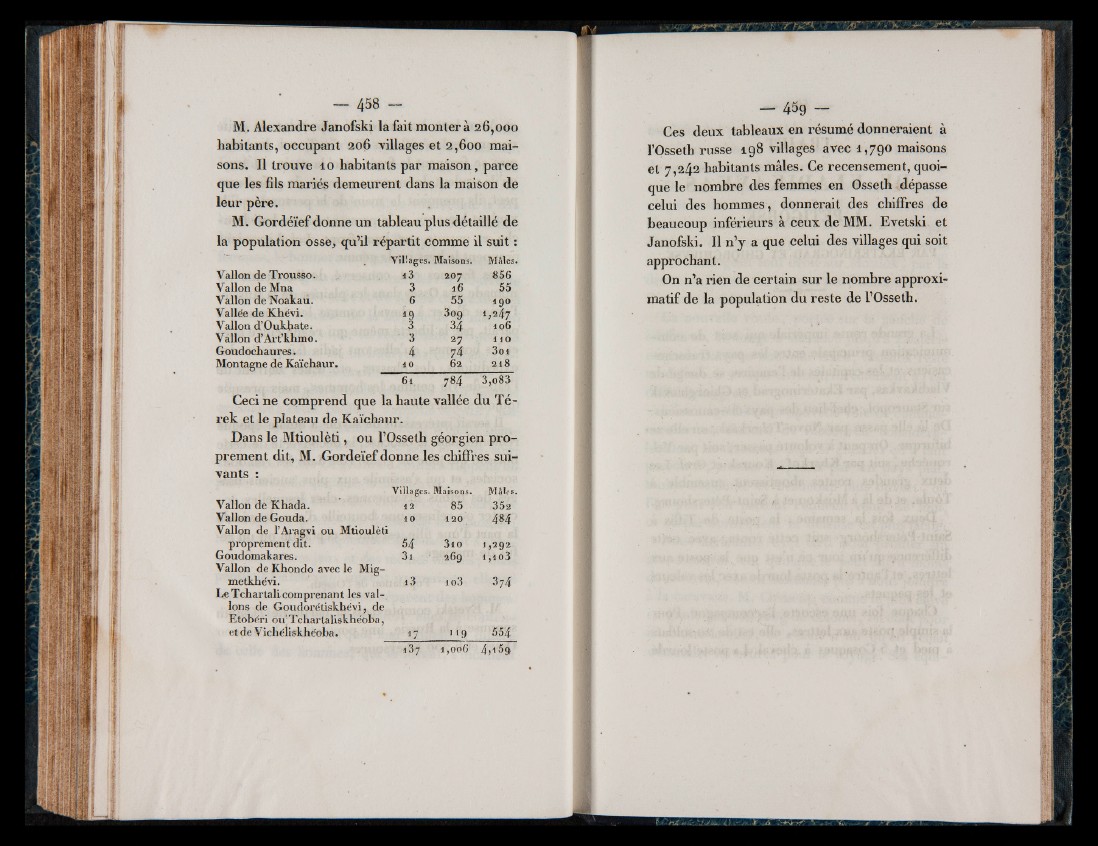 — 458 —
M. Alexandre Janofski la fait monter à 26,000
habitants, occupant 206 villages et 2,600 mai-
sons. Il trouve 10 habitants par maison, parce
que les fils mariés demeurent dans la maison de
leur père.
M. Gordéïef donne un tableau plus détaillé de
la population osse, qu'il répartit comme il suit :
Villages. Maisons. Mâles.
Vallon de Trousso. 13 207 856
Vallon de Mna 3 16 55
Vallon de Noakau. 6 55 190
Vallée de Khévi. 19 309 1,247
Vallon d'Oukhate. 3 34 106
Vallon d'Art'khmo. 3 27 110
Goudochaures. 4 74 301
Montagne de Kaïchaur. 10 62 218
61 784 3,083
Ceci ne comprend que la haute vallée du Té-
rek et le plateau de Kaïchaur.
Dans le Mtioulèti, ou l'Osseth géorgien pro-
prement dit, M. Gordeïef donne les chiffres sui-
vants :
Villages. Maisons. Mâles.
Vallon de Khada. 12 85 352
Vallon de Gouda. 10 120 484
Vallon de l'Aragvi ou Mtioulèti
proprement dit. 54 310 1,292
Goudomakares. 31 269 1,103
Vallon de Khondo avec le Mig-
metkhévi. 13 103 374
Le Tchartali comprenant les val-
lons de Goudorétiskhévi, de
Etobéri ou Tchartaliskhéoba,
et de Vichéliskhéoba. 17 119 554
137 1,006 4,159
— 459 —
Ces deux tableaux en résumé donneraient à
l'Osseth russe 198 villages avec 1,790 maisons
et 7,242 habitants mâles. Ce recensement, quoi-
que le nombre des femmes en Osseth dépasse
celui des hommes, donnerait des chiffres de
beaucoup inférieurs à ceux de MM. Evetski et
Janofski. Il n'y a que celui des villages qui soit
approchant.
On n'a rien de certain sur le nombre approxi-
matif de la population du reste de l'Osseth.